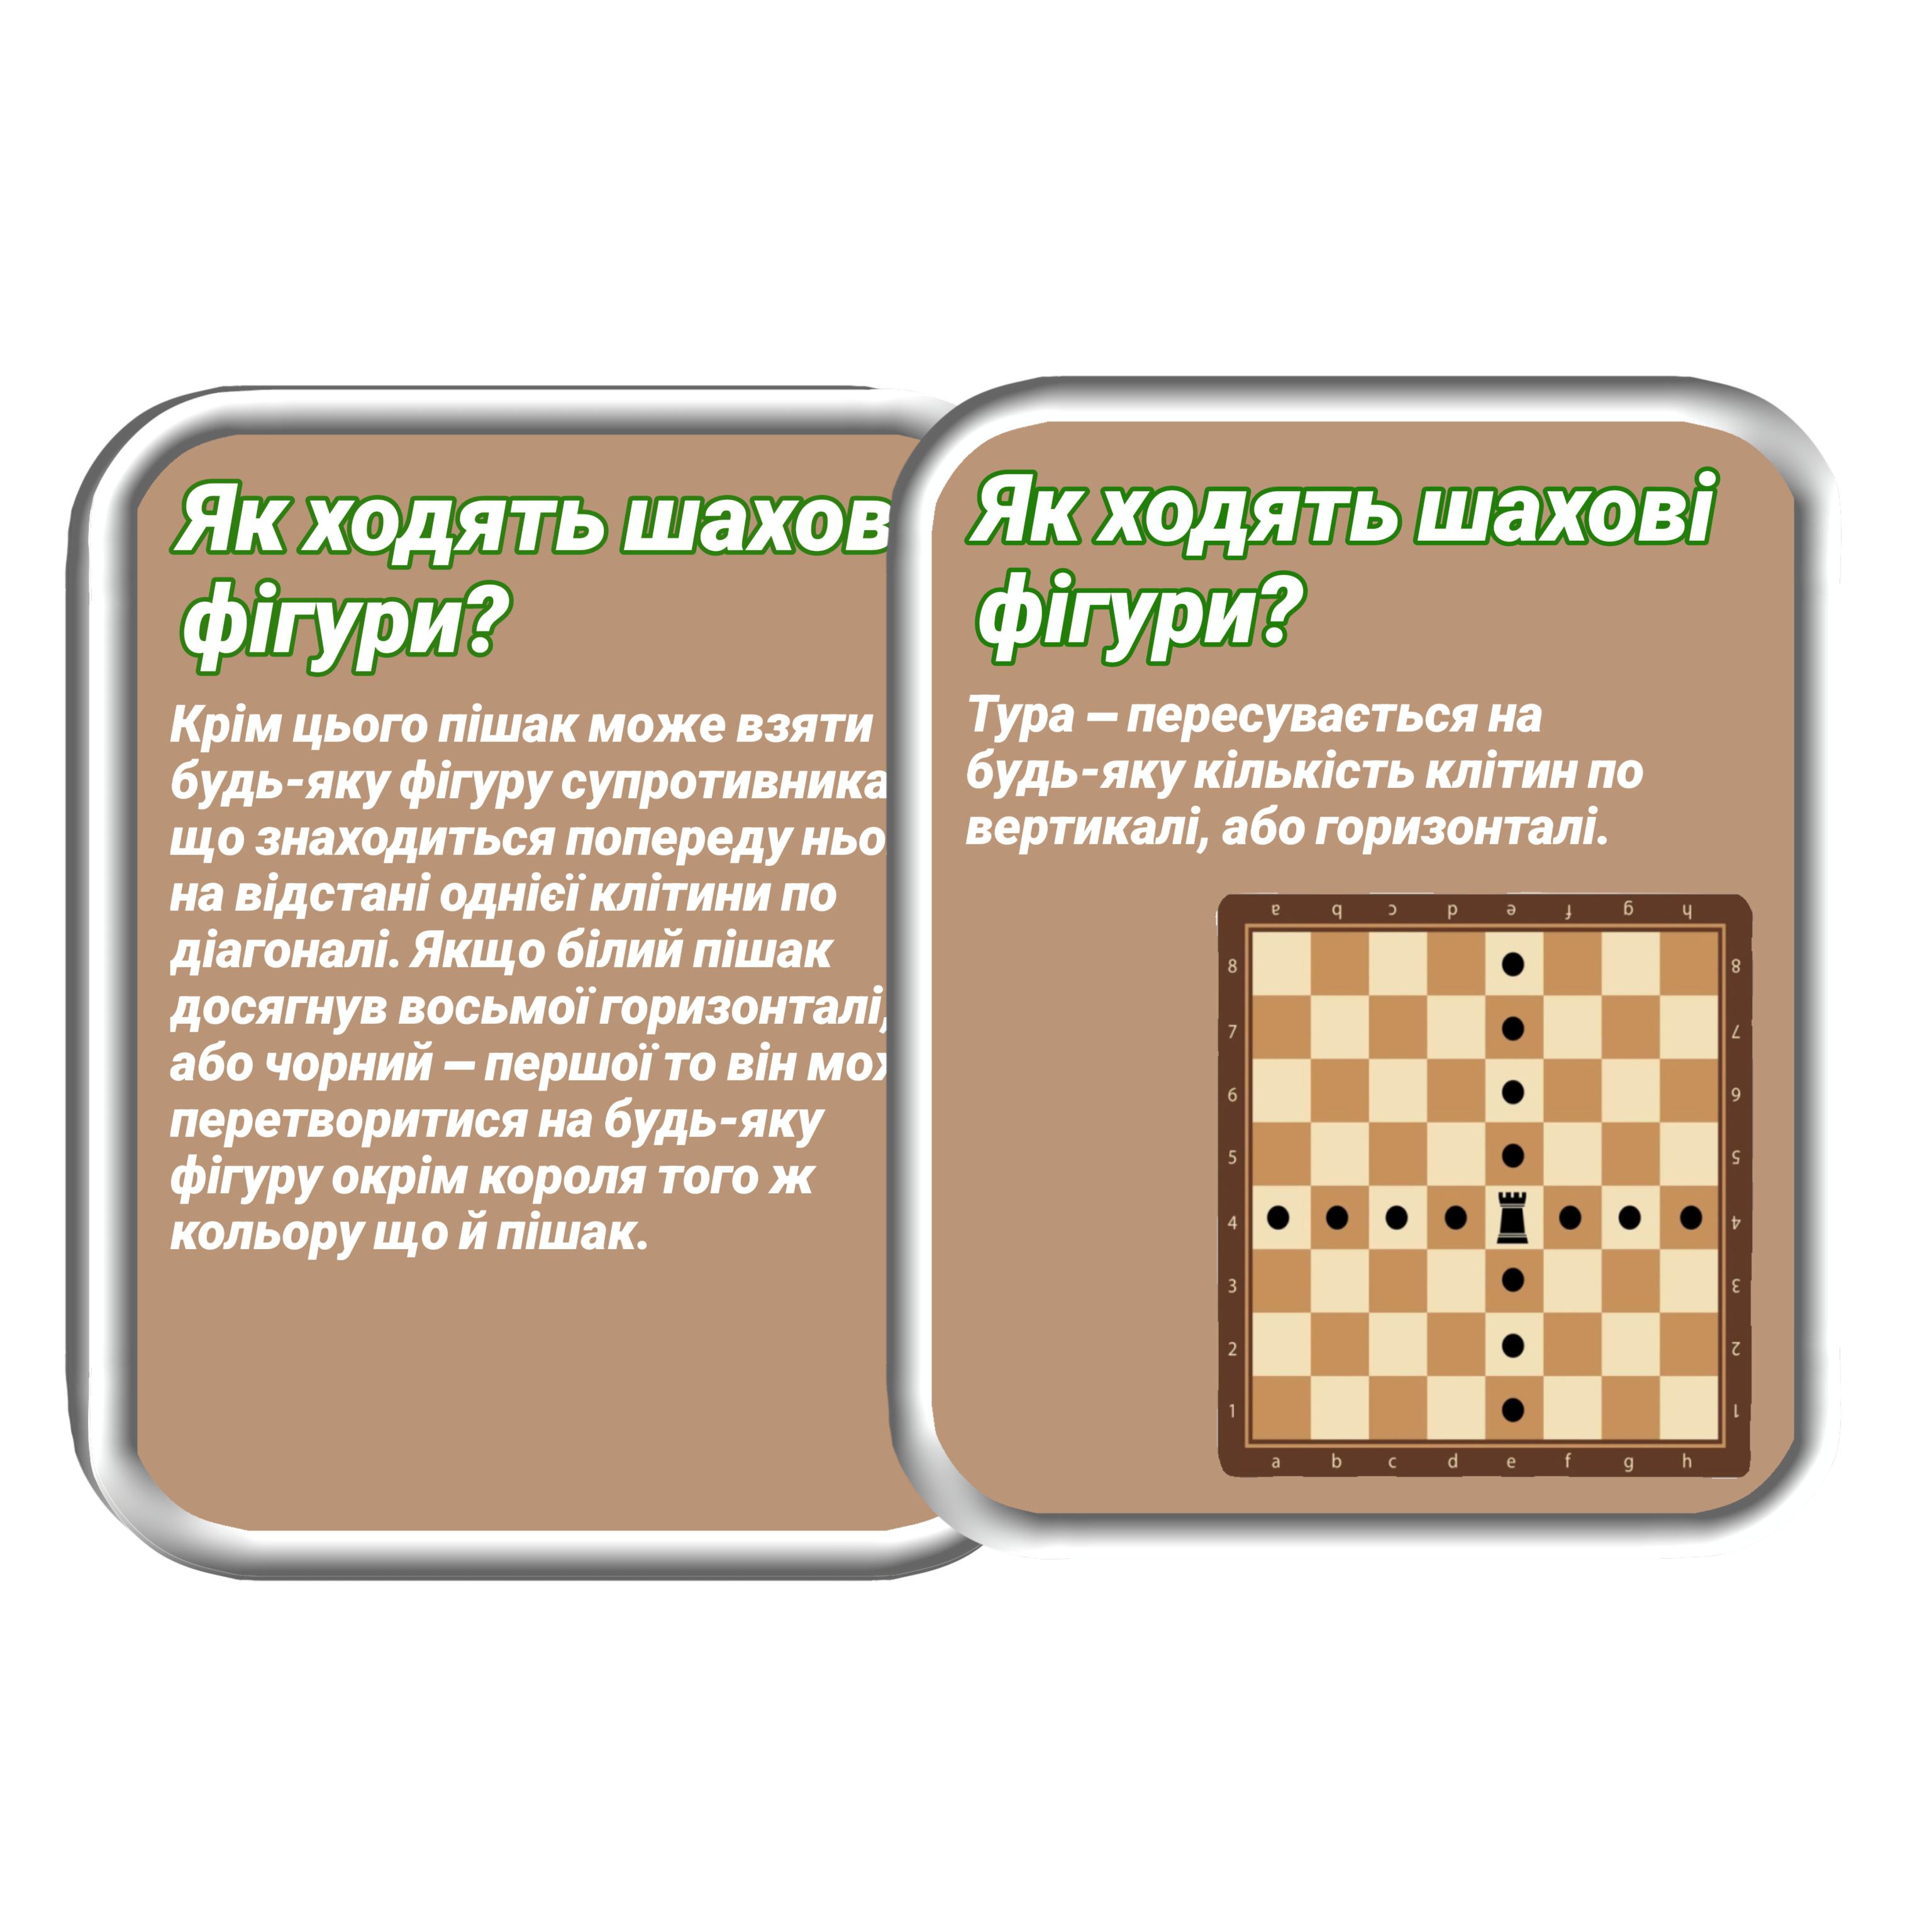 Як ходять шахов
фігури?
Крім цього пішак може взяти
будь-яку фігуру супротивника
що знаходиться попереду
на відстані однієї клітини по
діагоналі. Якщо білий пішак
досягнув восьмої горизонталі,
або чорний — першої то він
перетворитися на будь-яку
фігуру окрім короля того ж
кольору що й пішак.
Як ходять шахові
фігури?
Тура — пересувається на
будь-яку кількість клітин по
вертикалі, або горизонталі.
a b c d e f g h
8 8
7 7
6 6
5 5
4 4
3 3
2 2
1 1
a b c d e f g h